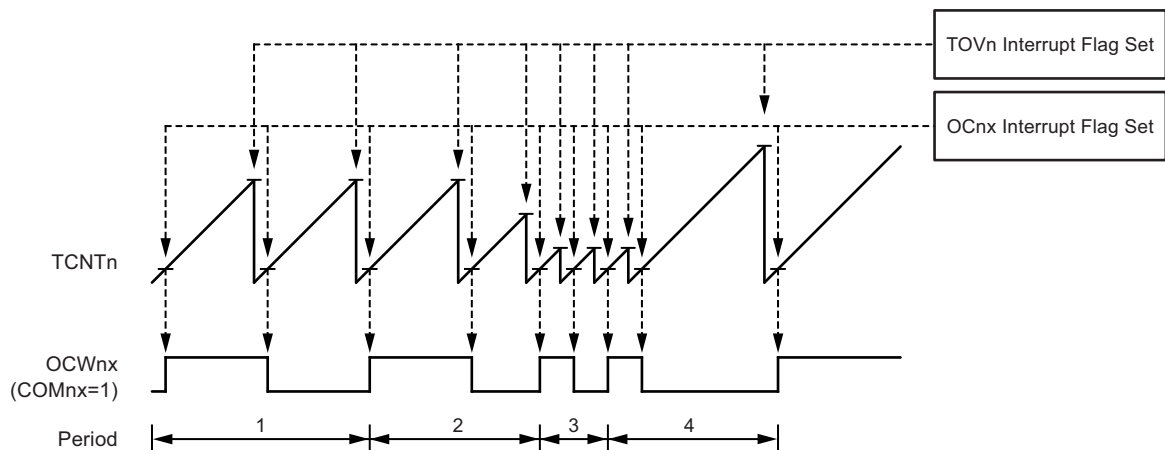 TOVn Interrupt Flag Set
OCnx Interrupt Flag Set
TCNTn
OCWnx
(COMnx=1)
Period
1
2
3
4